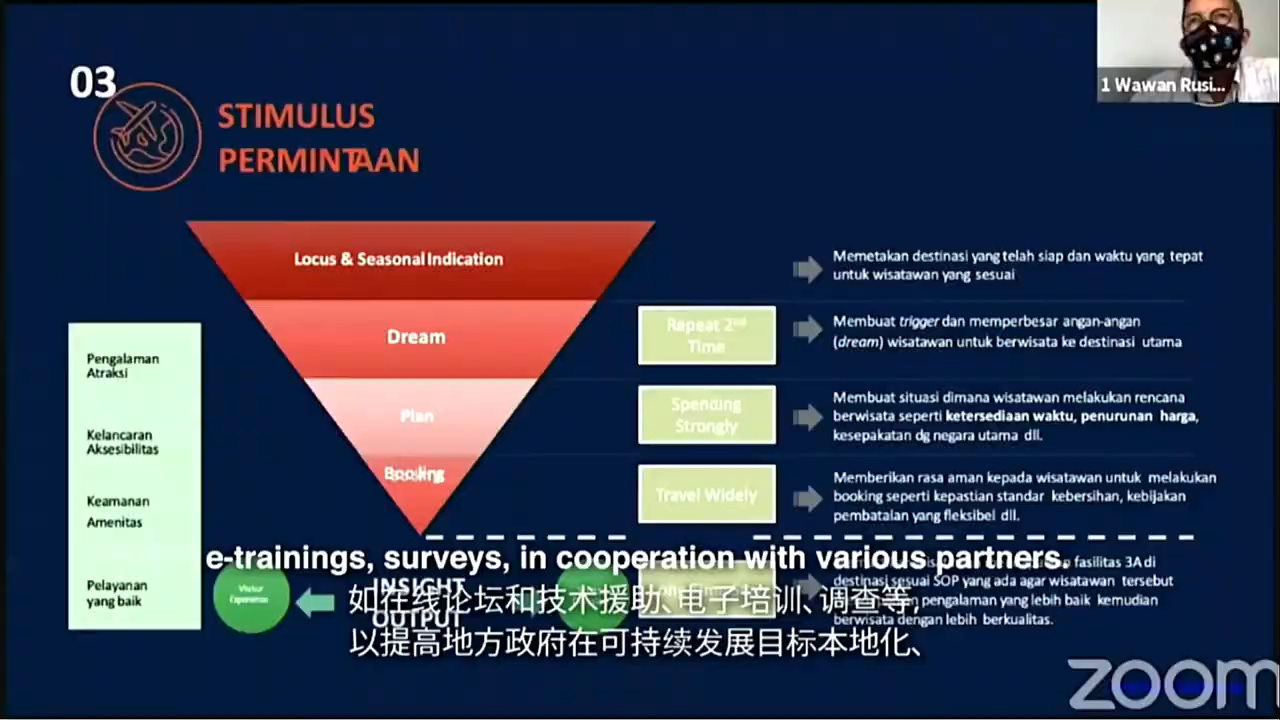 03
STIMULUS
PERMINTAAN
1 Wawan Rusi...
Locus & Seasonal Indication
Dream
Plan
Booking
Pengalaman
Atraksi
Kelancaran
Aksesibilitas
Keamanan
Amenitas
Pelayanan
yang baik
Visitor
Experience
INSIGHT
OUTPUT
Repeat 2nd
Time
Spending
Strongly
Travel Widely
Memetakan destinasi yang telah siap dan waktu yang tepat
untuk wisatawan yang sesuai
Membuat trigger dan memperbesar angan-angan
(dream) wisatawan untuk berwisata ke destinasi utama
Membuat situasi dimana wisatawan melakukan rencana
berwisata seperti ketersediaan waktu, penurunan harga,
kesepakatan dg negara utama dll.
Memberikan rasa aman kepada wisatawan untuk melakukan
booking seperti kepastian standar kebersihan, kebijakan
pembatalan yang fleksibel dll.
fasilitas 3A di
destinasi sesuai SOP yang ada agar wisatawan tersebut
pengalaman yang lebih baik kemudian
berwisata dengan lebih berkualitas.
e-trainings, surveys, in cooperation with various partners
如在线论坛和技术援助、电子培训、调查等,
以提高地方政府在可持续发展目标本地化、
zoom